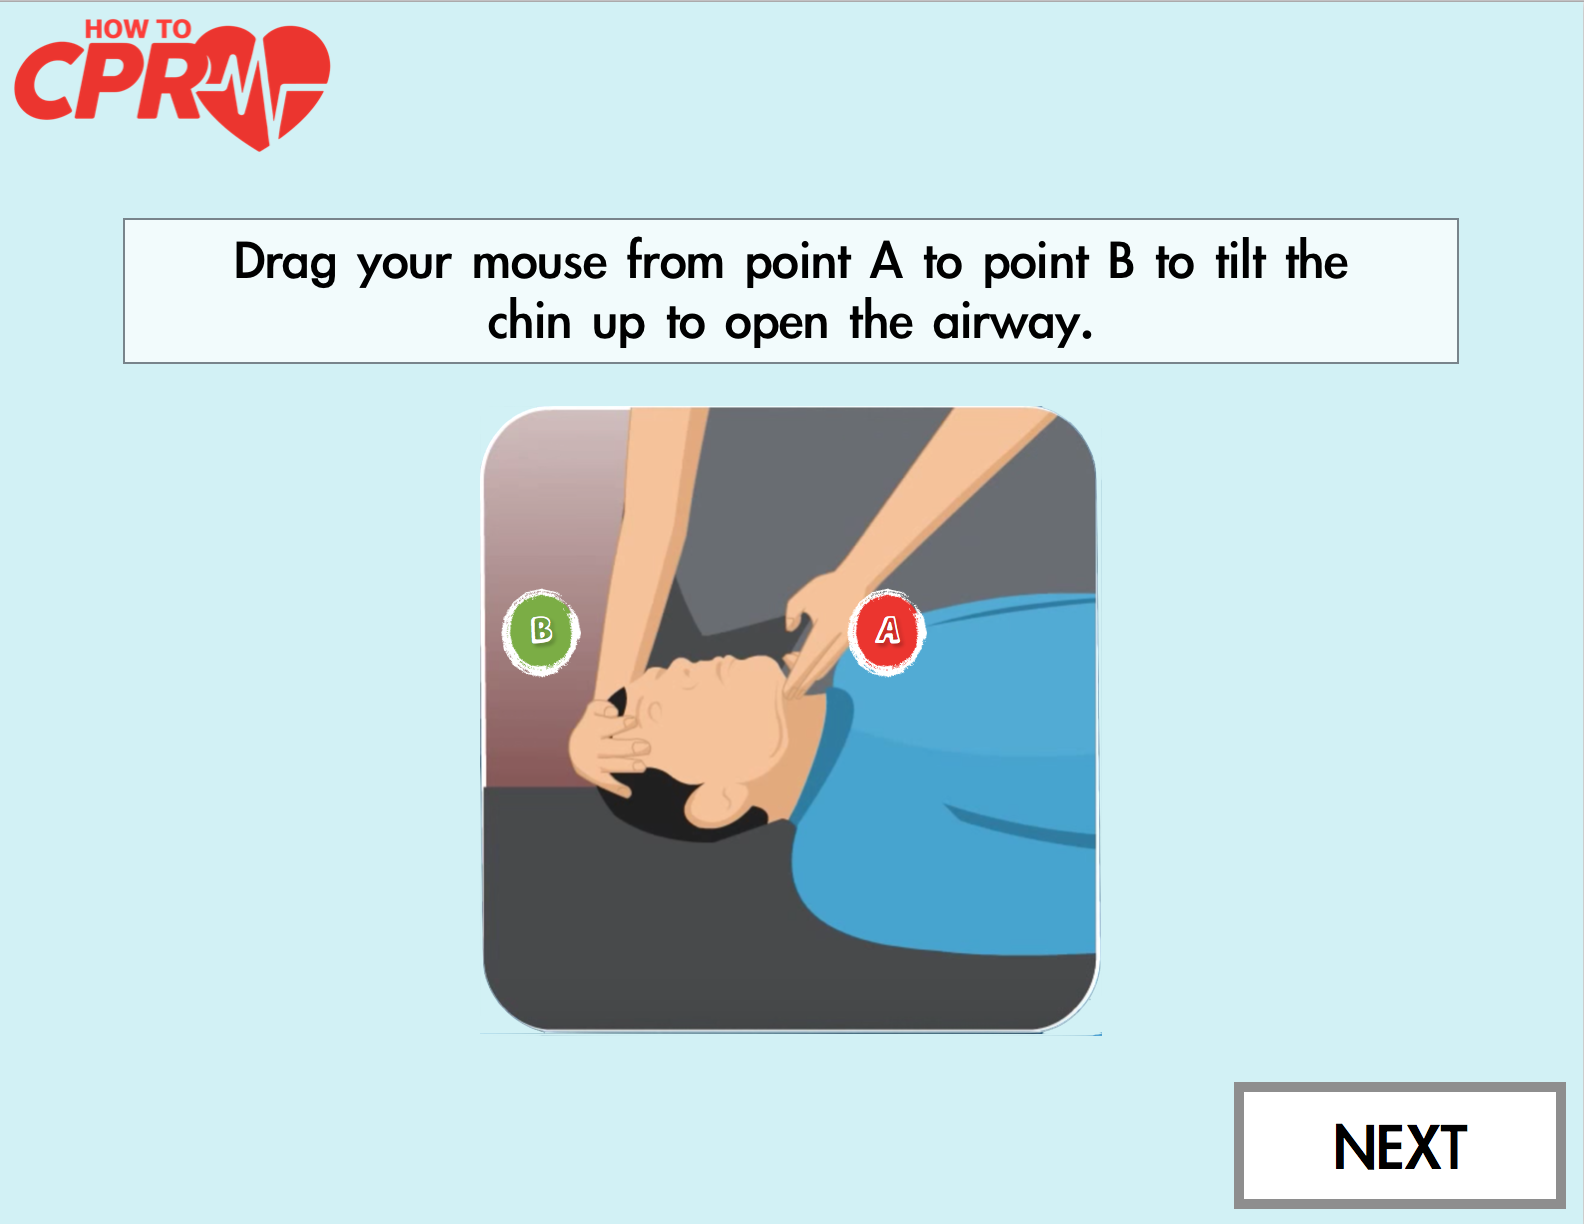 HOW TO
CPR
Drag your mouse from point A to point B to tilt the
chin up to open the airway.
B
A
NEXT